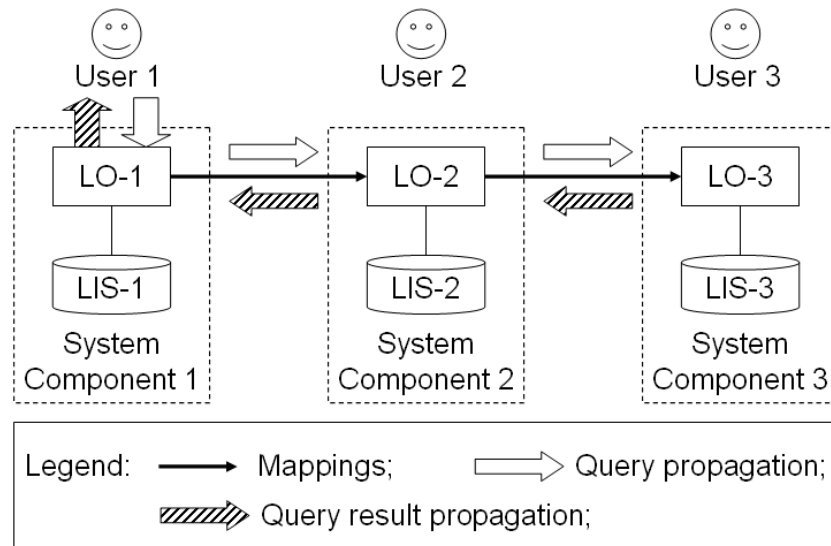 User 1 User 2 User 3
LO-1 LO-2 LO-3
LIS-1 LIS-2 LIS-3
System System System
Component 1 Component 2 Component 3
Legend: Mappings; Query propagation;
Query result propagation;